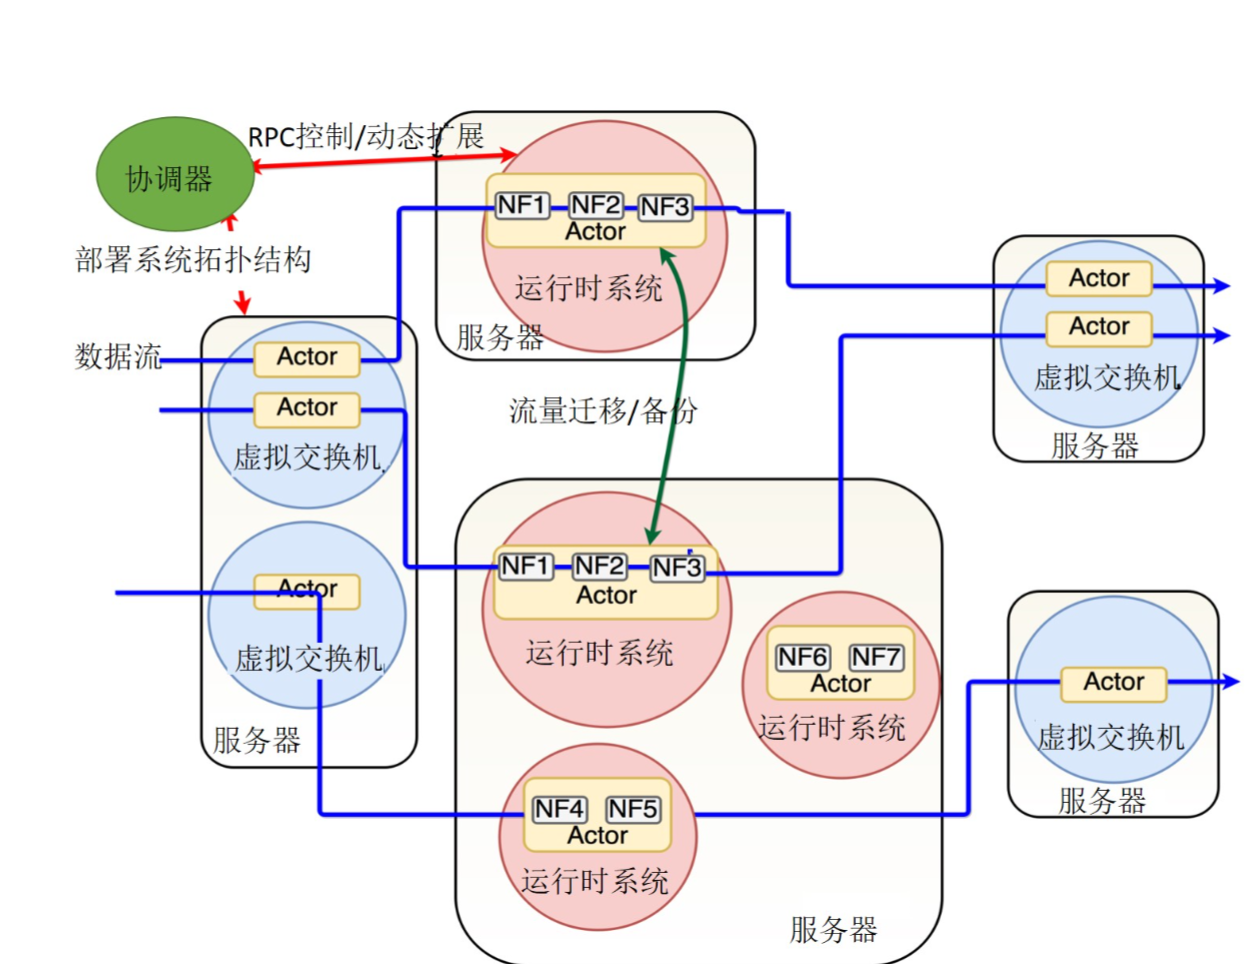 RPC控制/动态扩展
协调器
NF1 NF2 NF3
Actor
部署系统拓扑结构
运行时系统
服务器
Actor
Actor
虚拟交换机
服务器
数据流
Actor
Actor
虚拟交换机
流量迁移/备份
NF1 NF2 NF3
Actor
运行时系统
Actor
虚拟交换机
服务器
NF6 NF7
Actor
运行时系统
Actor
虚拟交换机
服务器
NF4 NF5
Actor
运行时系统
服务器